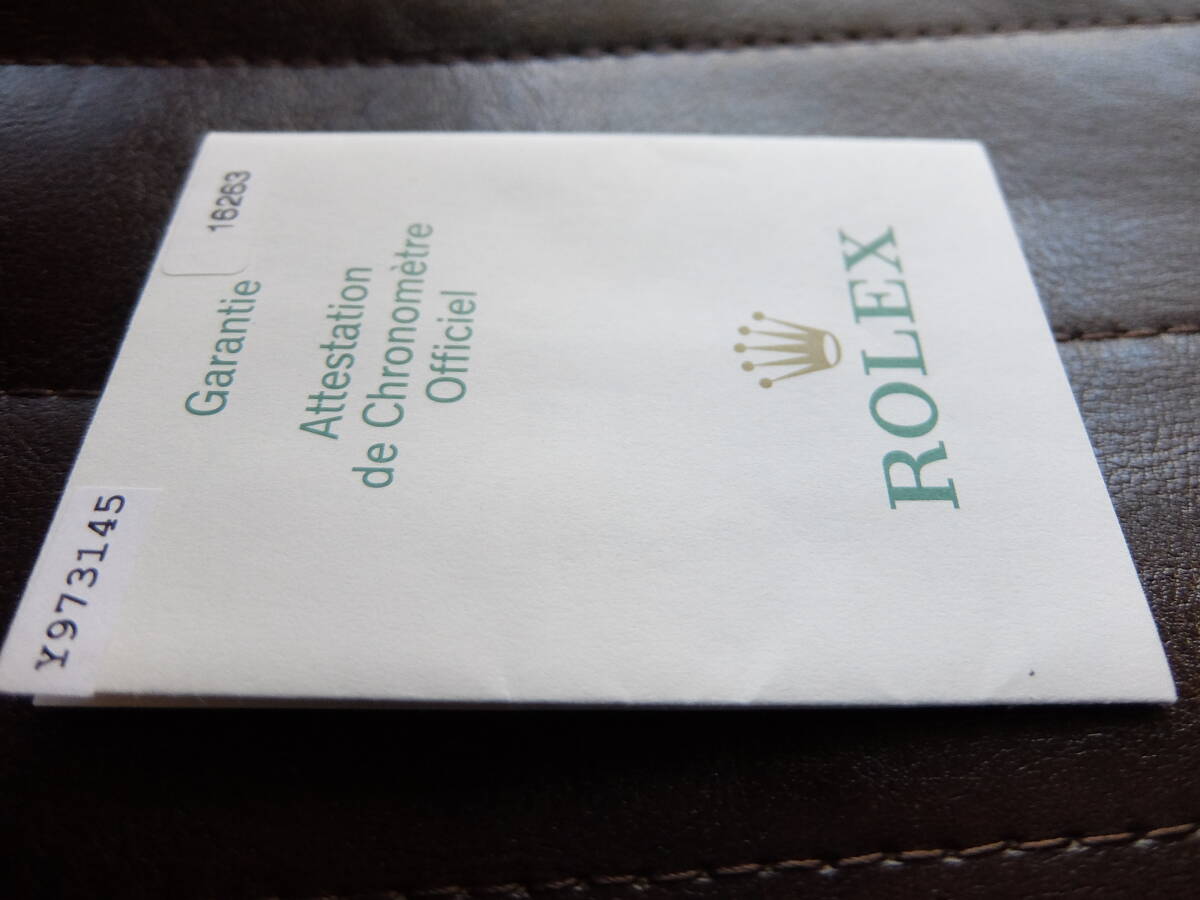 Y973145
16263
Garantie
Attestation
de Chronomètre
Officiel
ROLEX